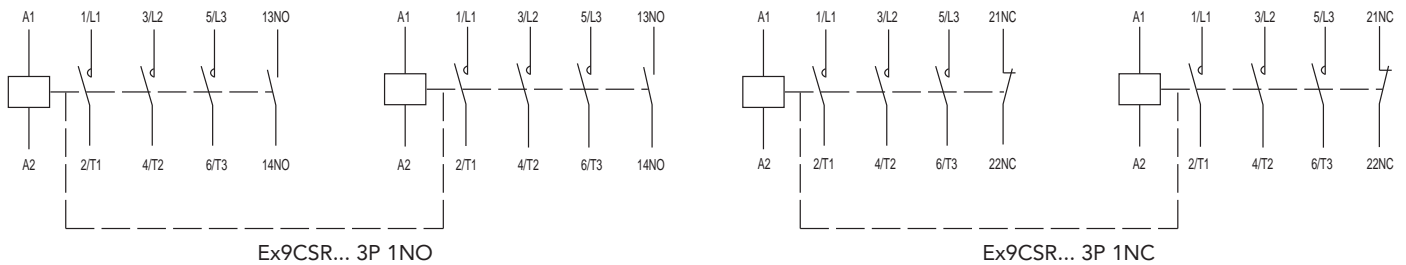 A1 1/L1 3/L2 5/L3 13NO A1 1/L1 3/L2 5/L3 13NO A1 1/L1 3/L2 5/L3 21NC A1 1/L1 3/L2 5/L3 21NC
A2 2/T1 4/T2 6/T3 14NO A2 2/T1 4/T2 6/T3 14NO A2 2/T1 4/T2 6/T3 22NC A2 2/T1 4/T2 6/T3 22NC
Ex9CSR... 3P 1NO Ex9CSR... 3P 1NC